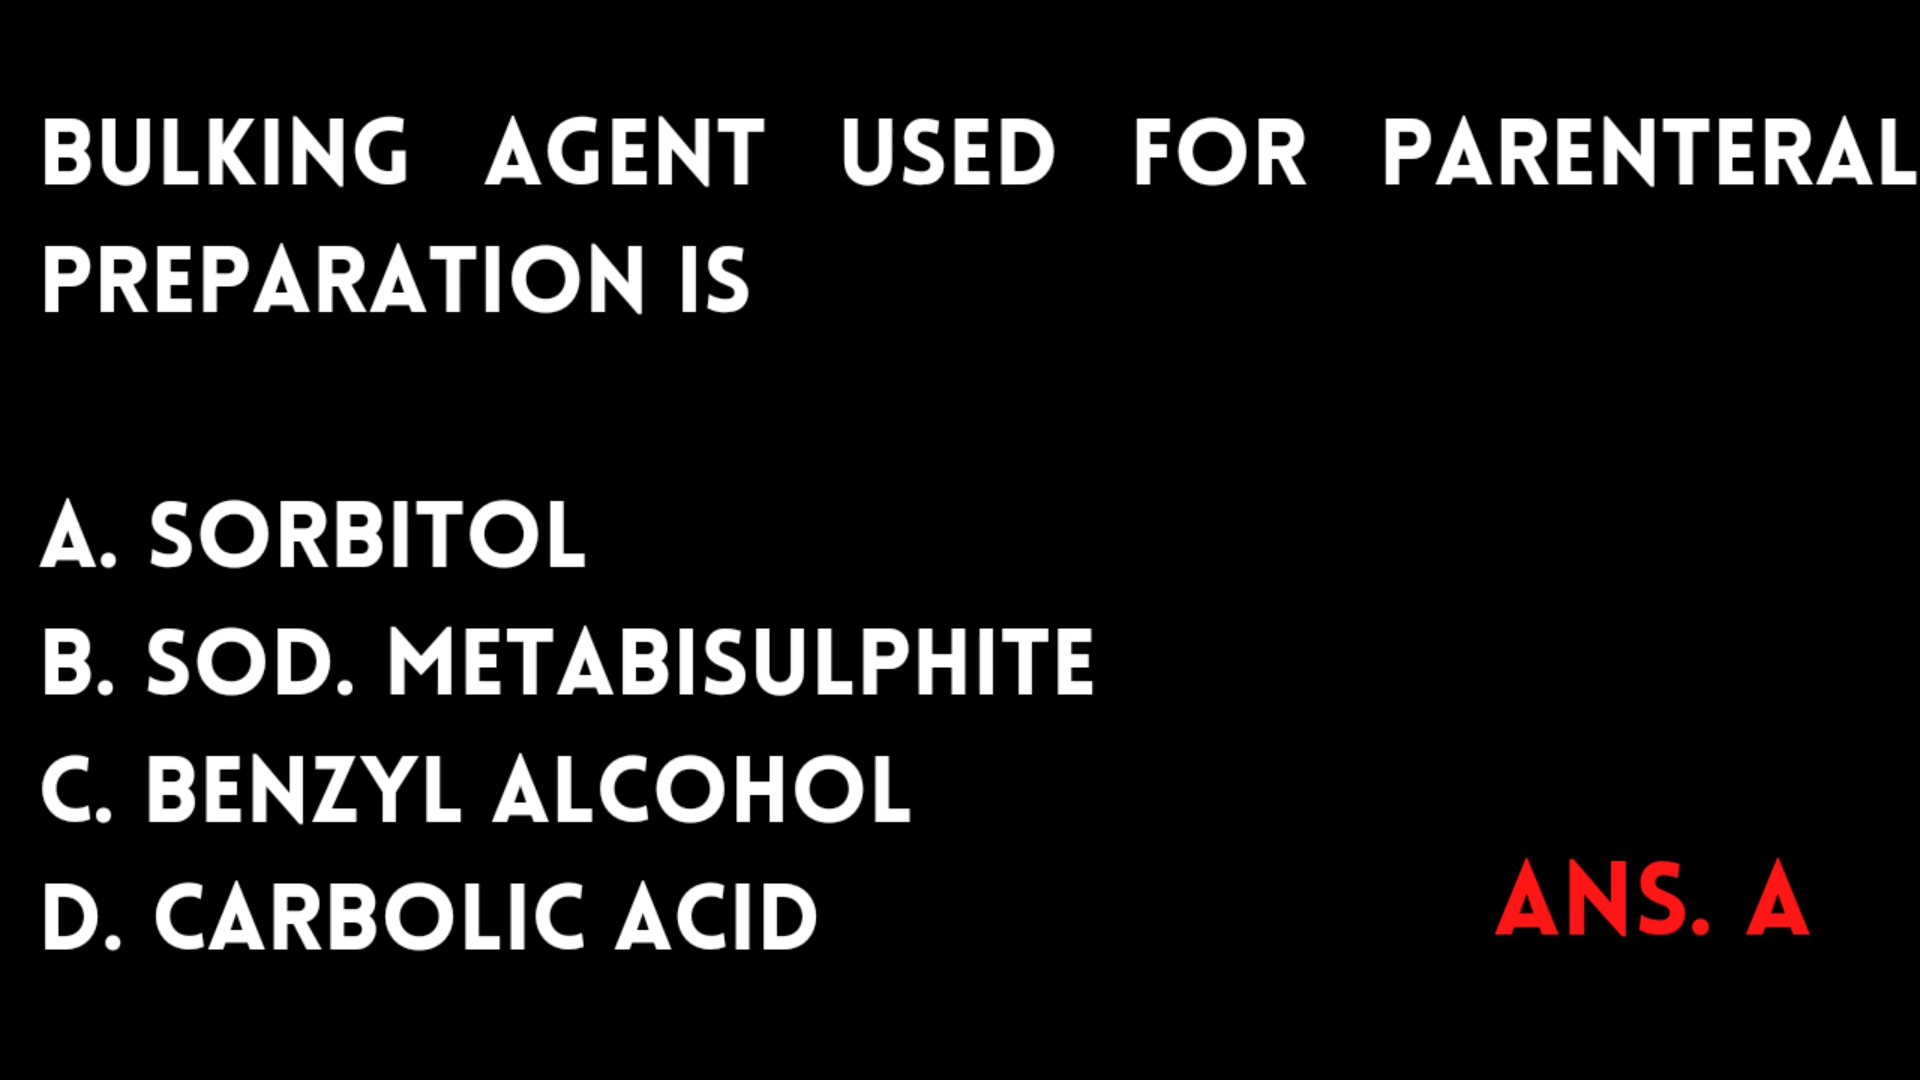 BULKING AGENT USED FOR PARENTERAL
PREPARATION IS
A. SORBITOL
B. SOD. METABISULPHITE
C. BENZYL ALCOHOL
D. CARBOLIC ACID
ANS. A